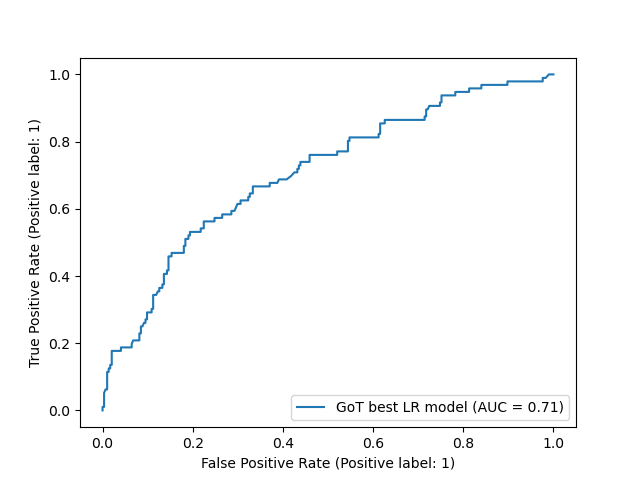 1.0
0.8
0.6
0.4
0.2
0.0
True Positive Rate (Positive label: 1)
GoT best LR model (AUC = 0.71)
0.0 0.2 0.4 0.6 0.8 1.0
False Positive Rate (Positive label: 1)